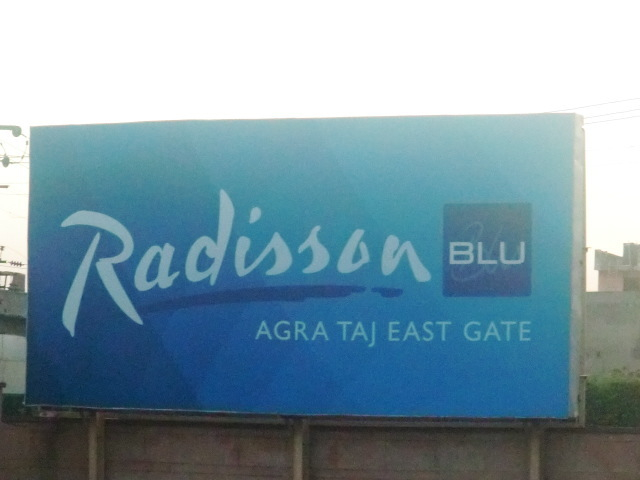 Radisson BLU
AGRA TAJ EAST GATE